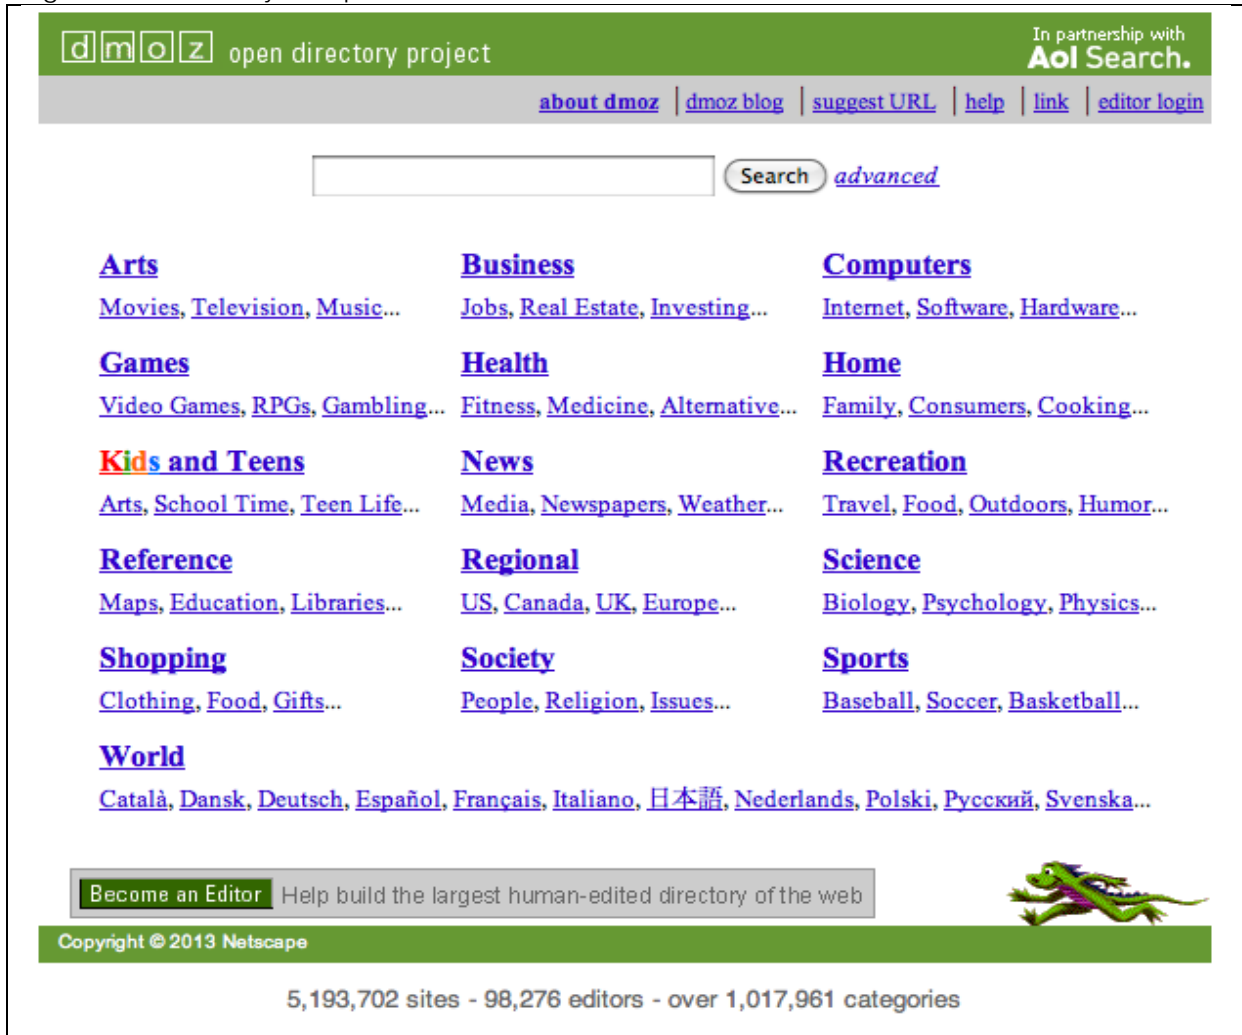 dmoz open directory project
In partnership with
Aol Search.
about dmoz | dmoz blog | suggest URL | help | link | editor login
Search advanced
Arts Business Computers
Movies, Television, Music... Jobs, Real Estate, Investing... Internet, Software, Hardware...
Games Health Home
Video Games, RPGs, Gambling... Fitness, Medicine, Alternative... Family, Consumers, Cooking...
Kids and Teens News Recreation
Arts, School Time, Teen Life... Media, Newspapers, Weather... Travel, Food, Outdoors, Humor...
Reference Regional Science
Maps, Education, Libraries... US, Canada, UK, Europe... Biology, Psychology, Physics...
Shopping Society Sports
Clothing, Food, Gifts... People, Religion, Issues... Baseball, Soccer, Basketball...
World
Català, Dansk, Deutsch, Español, Français, Italiano, 日本語, Nederlands, Polski, Русский, Svenska...
Become an Editor Help build the largest human-edited directory of the web
Copyright © 2013 Netscape
5,193,702 sites - 98,276 editors - over 1,017,961 categories